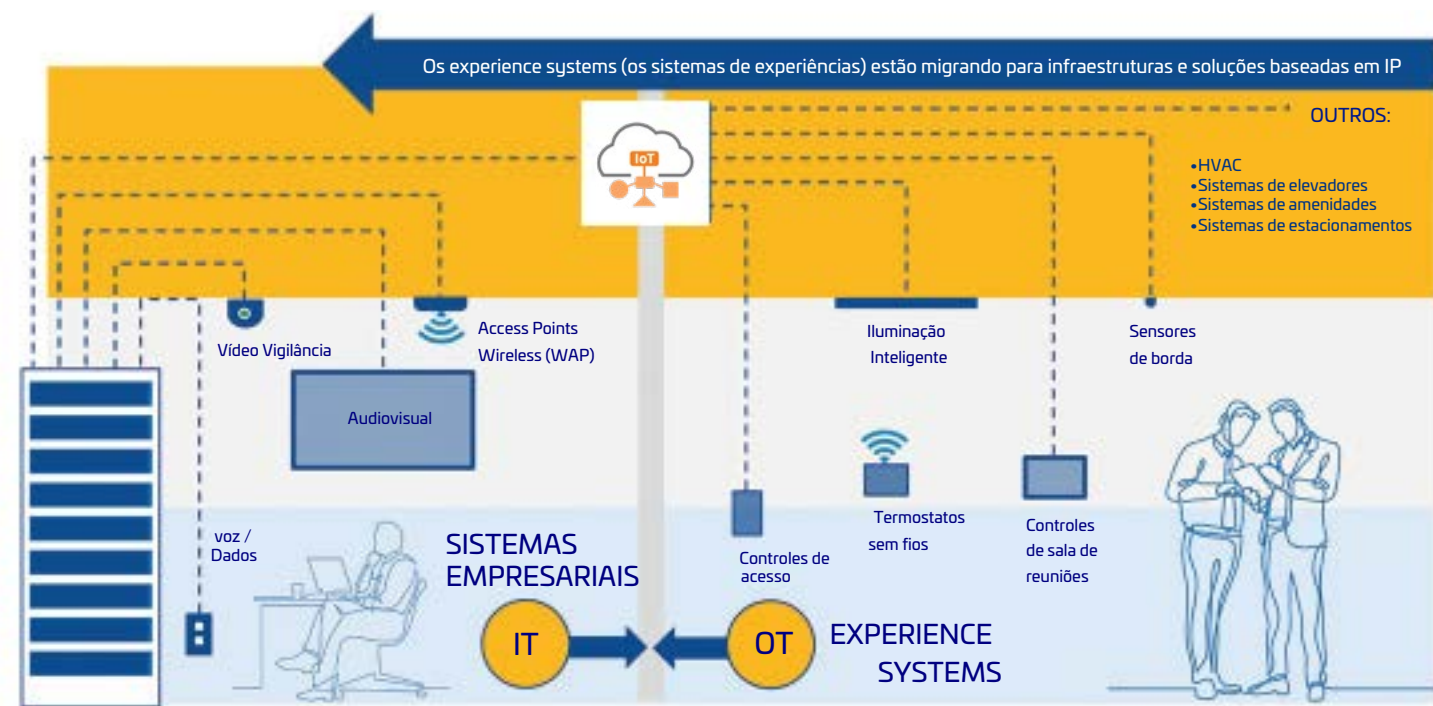 Os experience systems (os sistemas de experiências) estão migrando para infraestruturas e soluções baseadas em IP
IoT
OUTROS:
•HVAC
•Sistemas de elevadores
•Sistemas de amenidades
•Sistemas de estacionamentos
Vídeo Vigilância
Access Points
Wireless (WAP)
Iluminação
Inteligente
Sensores
de borda
Audiovisual
voz /
Dados
SISTEMAS
EMPRESARIAIS
Controles de
acesso
Termostatos
sem fios
Controles
de sala de
reuniões
IT
OT
EXPERIENCE
SYSTEMS